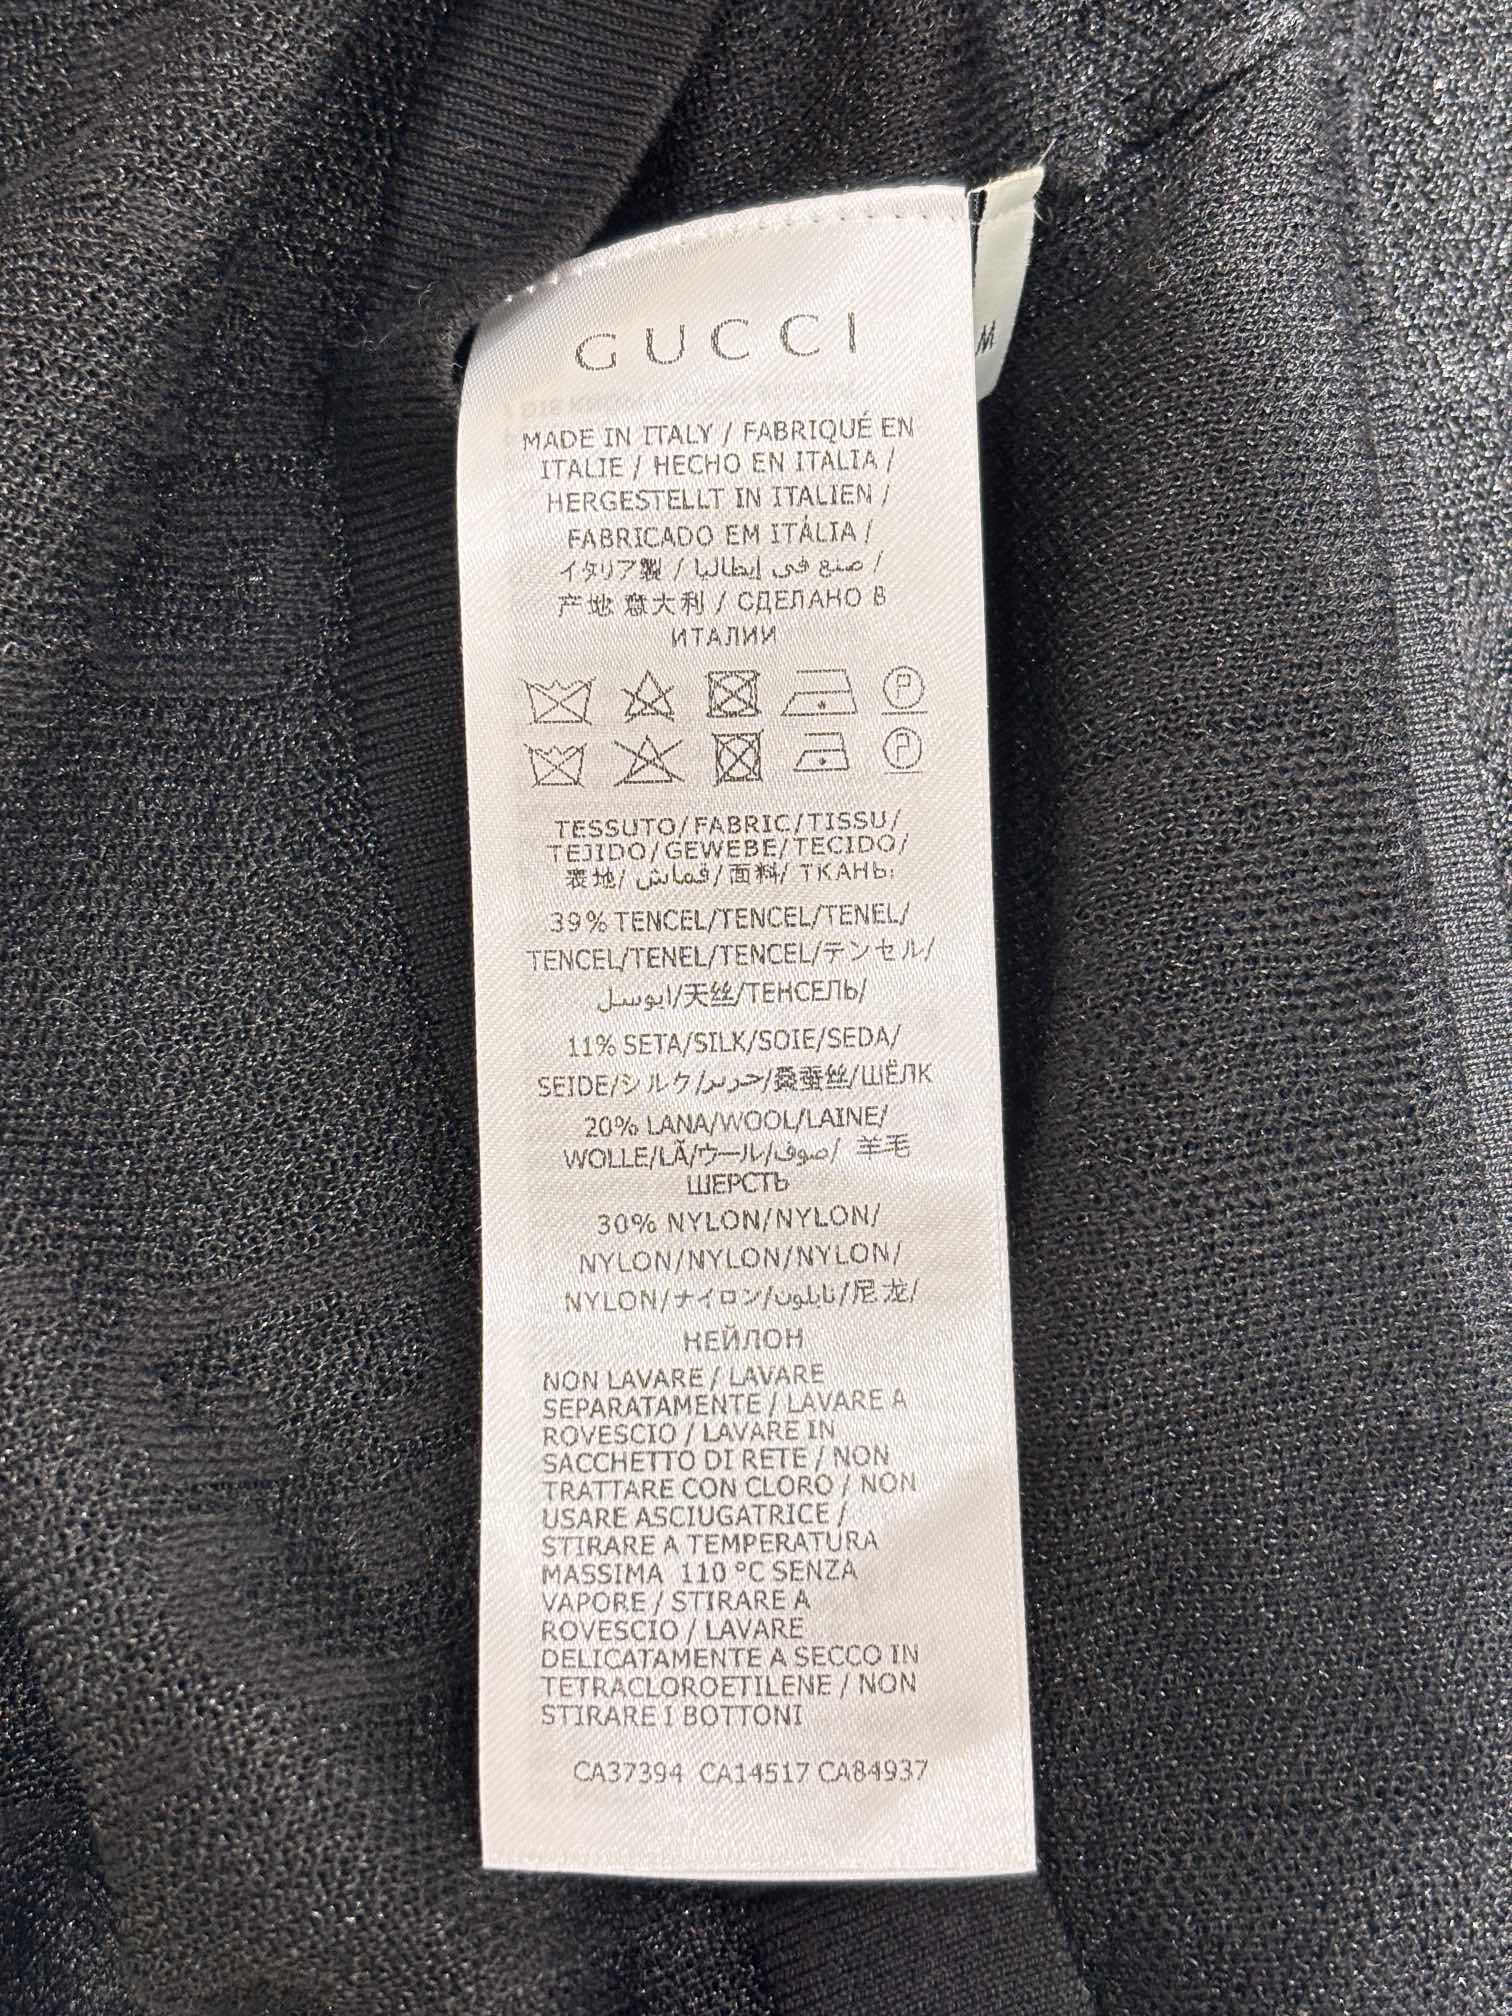 GUCCI
M
MADE IN ITALY / FABRIQUÉ EN
ITALIE / HECHO EN ITALIA /
HERGESTELLT IN ITALIEN /
FABRICADO EM ITÁLIA /
イタリア製 / صنع في إيطاليا /
产地 意大利 / СДЕЛАНО В
ИТАЛИИ
TESSUTO/FABRIC/TISSU/
TEJIDO/GEWEBE/TECIDO/
表地/قماش/面料/ ТКАНЬ:
39% TENCEL/TENCEL/TENEL/
TENCEL/TENEL/TENCEL/テンセル/
ايوسل/天丝/ТЕНСЕЛЬ/
11% SETA/SILK/SOIE/SEDA/
SEIDE/シルク/حرير/桑蚕丝/ШЁЛК
20% LANA/WOOL/LAINE/
WOLLE/LÃ/ウール/صوف/ 羊毛
ШЕРСТЬ
30% NYLON/NYLON/
NYLON/NYLON/NYLON/
NYLON/ナイロン/نايلون/尼龙/
НЕЙЛОН
NON LAVARE / LAVARE
SEPARATAMENTE / LAVARE A
ROVESCIO / LAVARE IN
SACCHETTO DI RETE / NON
TRATTARE CON CLORO / NON
USARE ASCIUGATRICE /
STIRARE A TEMPERATURA
MASSIMA 110 °C SENZA
VAPORE / STIRARE A
ROVESCIO / LAVARE
DELICATAMENTE A SECCO IN
TETRACLOROETILENE / NON
STIRARE I BOTTONI
CA37394 CA14517 CA84937